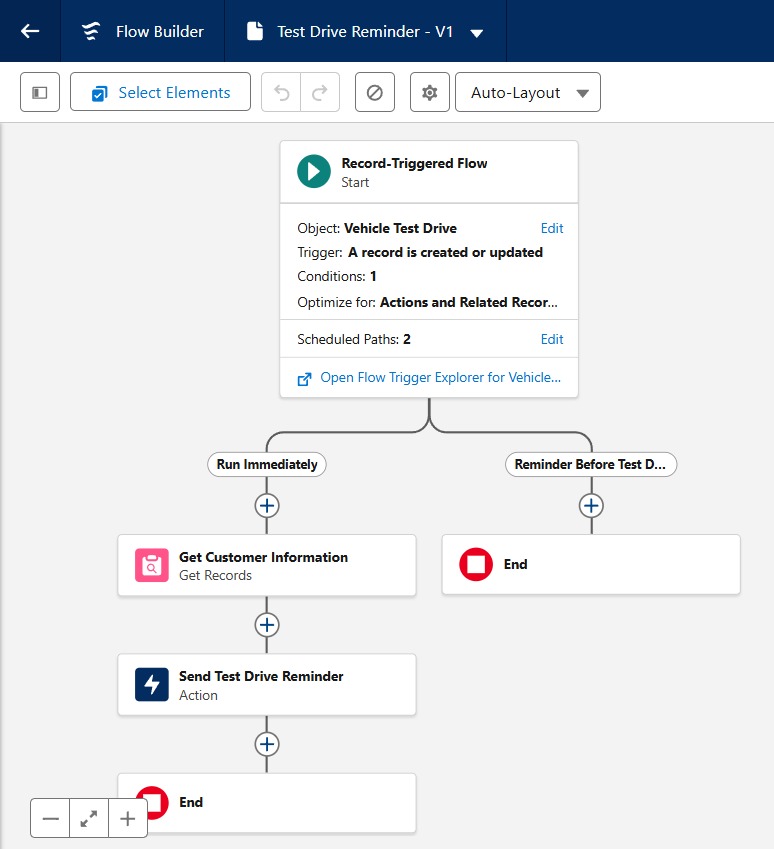 Flow Builder
Test Drive Reminder - V1
Select Elements
Auto-Layout
Record-Triggered Flow
Start
Object: Vehicle Test Drive
Edit
Trigger: A record is created or updated
Conditions: 1
Optimize for: Actions and Related Recor...
Scheduled Paths: 2
Edit
Open Flow Trigger Explorer for Vehicle...
Run Immediately
Reminder Before Test D...
Get Customer Information
Get Records
End
Send Test Drive Reminder
Action
End